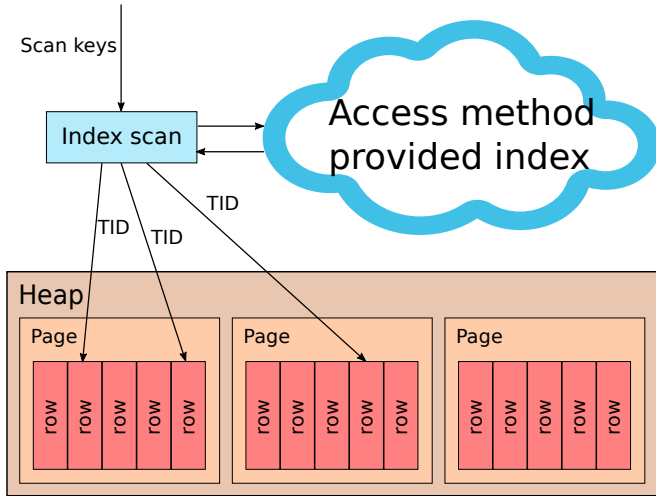 Scan keys
Index scan
Access method
provided index
TID
TID
TID
Heap
Page
Page
Page
row row row row row
row row row row row
row row row row row